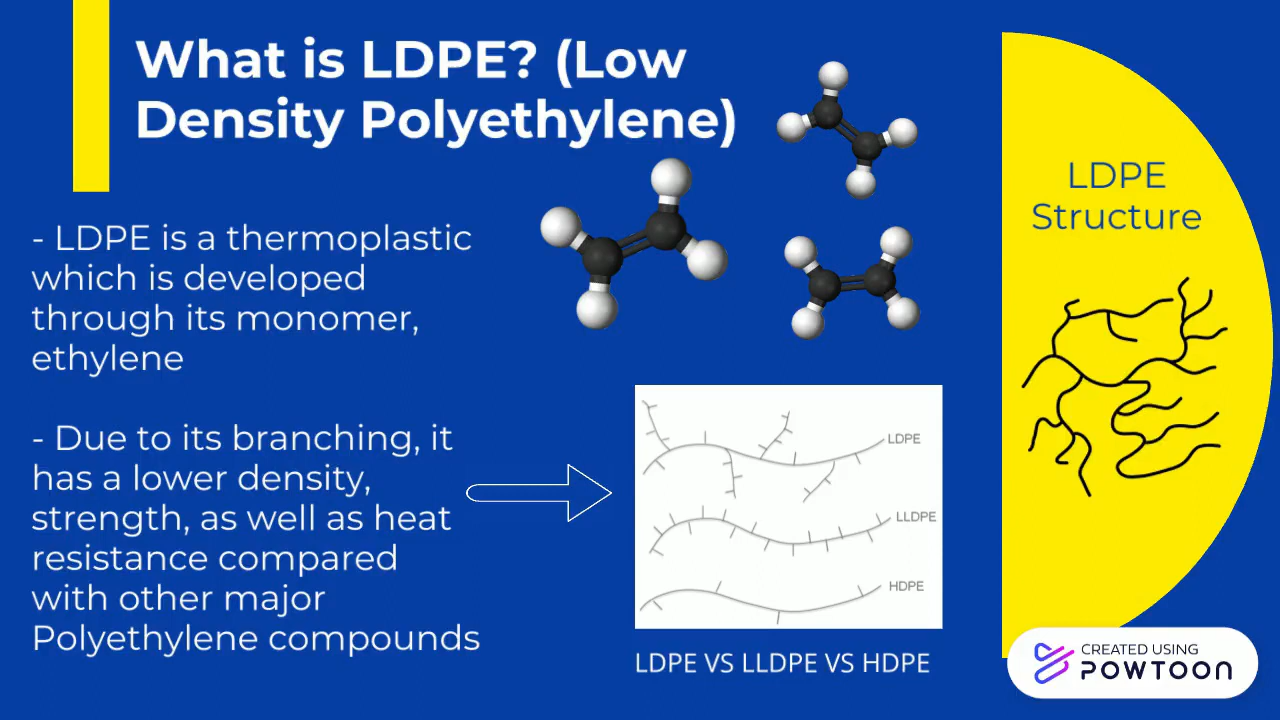 What is LDPE? (Low
Density Polyethylene)
- LDPE is a thermoplastic
which is developed
through its monomer,
ethylene
- Due to its branching, it
has a lower density,
strength, as well as heat
resistance compared
with other major
Polyethylene compounds
LDPE
LLDPE
HDPE
LDPE VS LLDPE VS HDPE
LDPE
Structure
CREATED USING
POWTOON